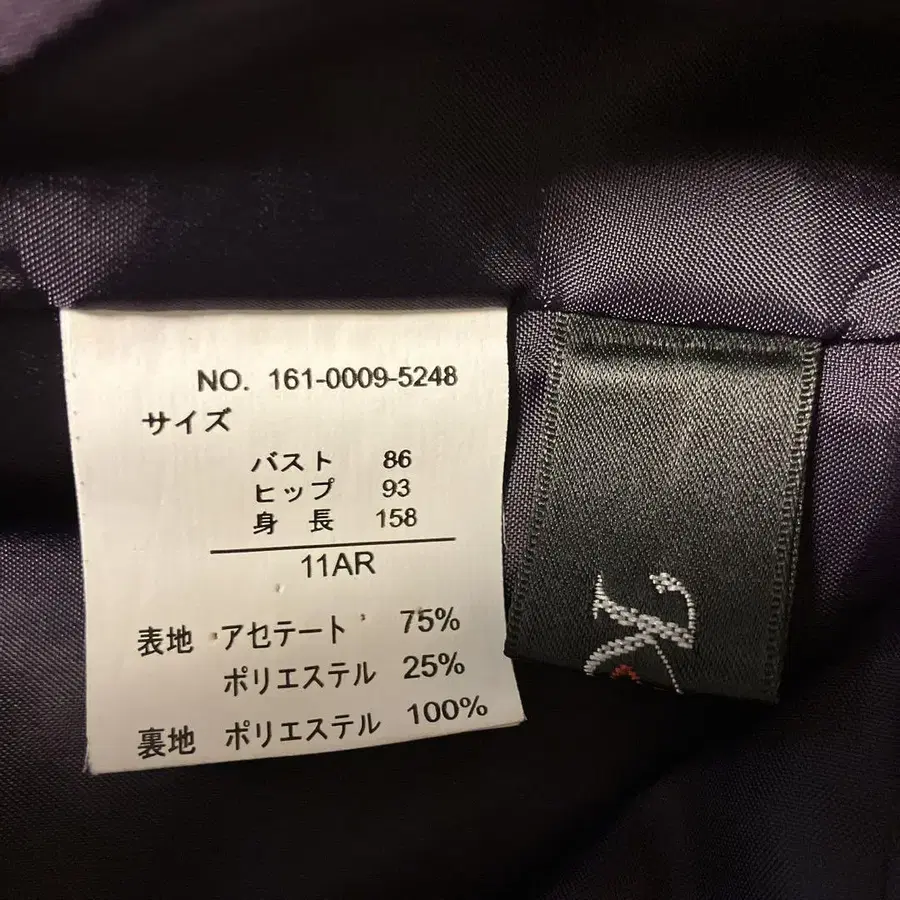 NO. 161-0009-5248
サイズ
バスト 86
ヒップ 93
身長 158
11AR
表地 アセテート 75%
ポリエステル 25%
裏地 ポリエステル 100%